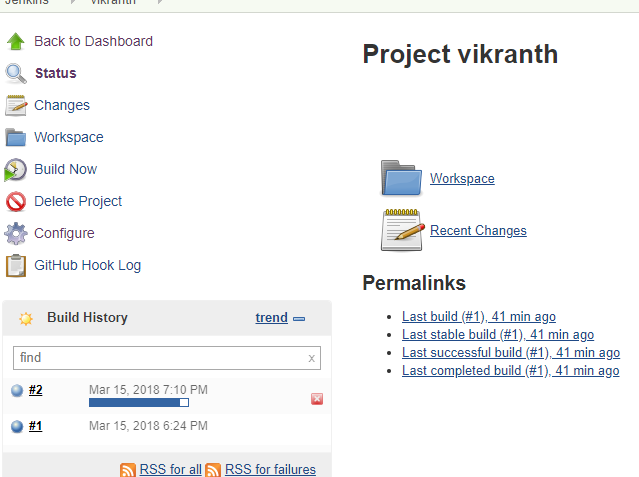 Jenkins vikranth
Back to Dashboard
Status
Changes
Workspace
Build Now
Delete Project
Configure
GitHub Hook Log
Build History trend
find x
#2 Mar 15, 2018 7:10 PM
#1 Mar 15, 2018 6:24 PM
RSS for all RSS for failures
Project vikranth
Workspace
Recent Changes
Permalinks
Last build (#1), 41 min ago
Last stable build (#1), 41 min ago
Last successful build (#1), 41 min ago
Last completed build (#1), 41 min ago